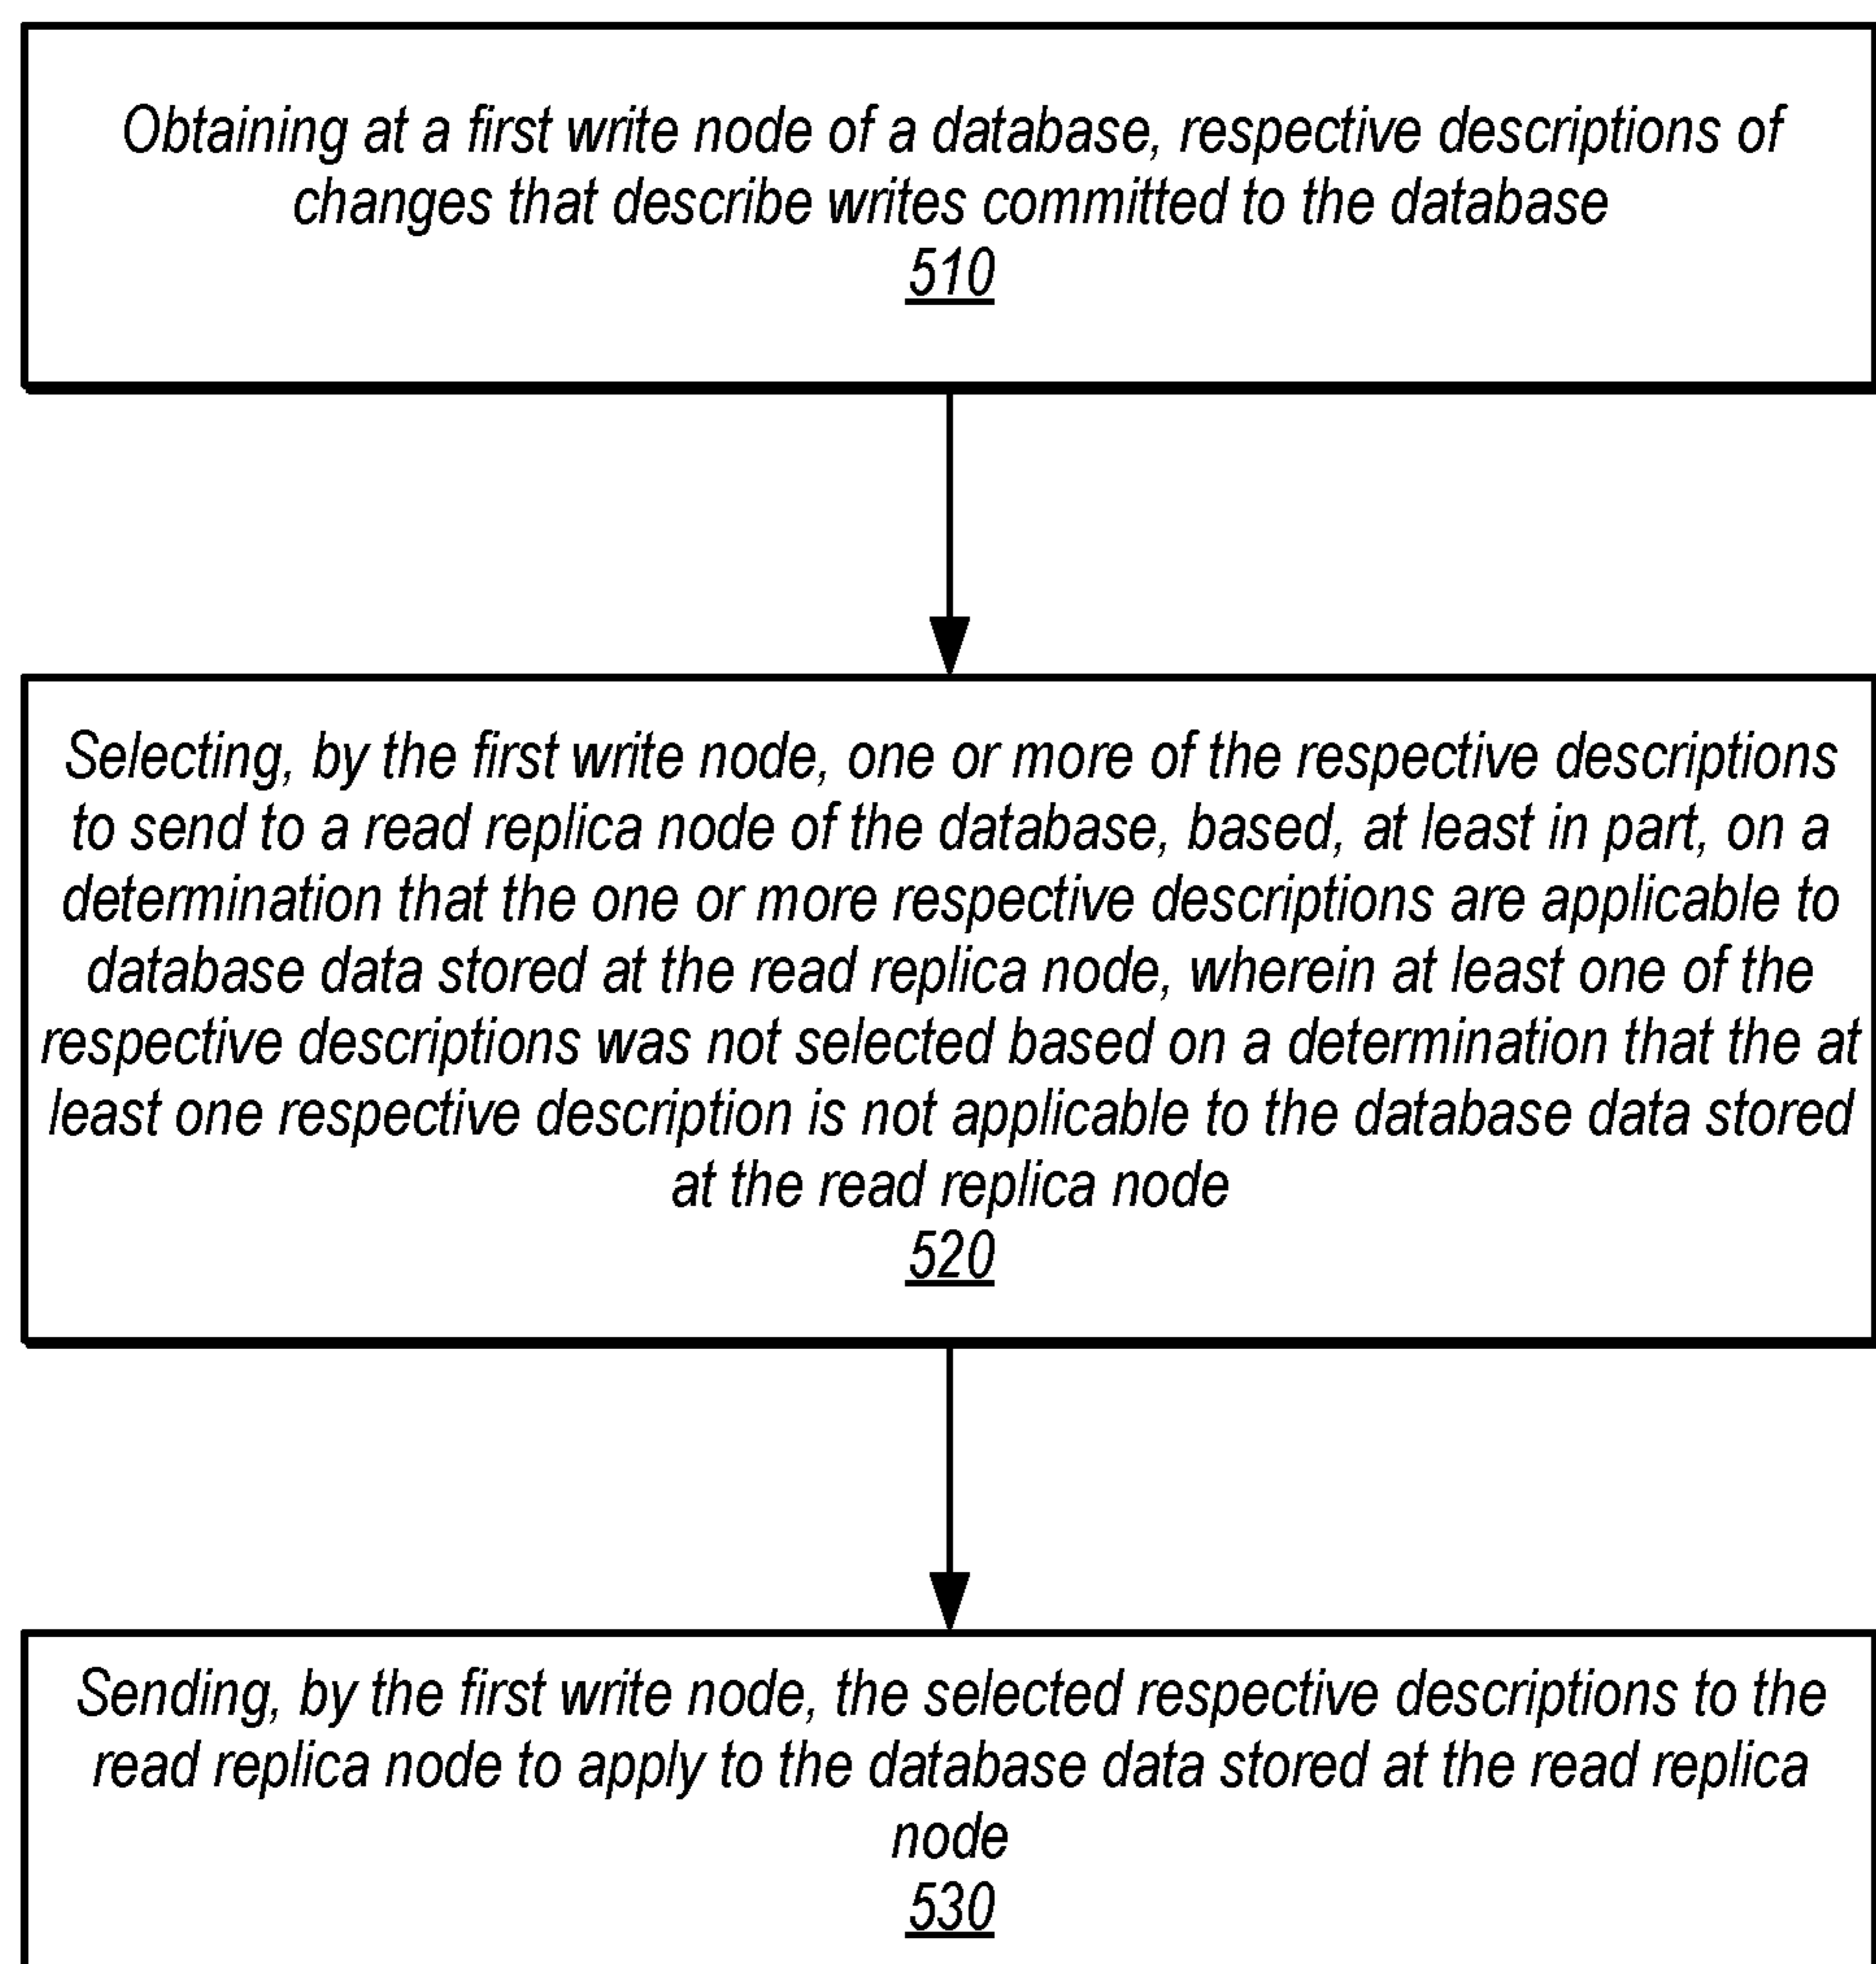 Obtaining at a first write node of a database, respective descriptions of
changes that describe writes committed to the database
510
Selecting, by the first write node, one or more of the respective descriptions
to send to a read replica node of the database, based, at least in part, on a
determination that the one or more respective descriptions are applicable to
database data stored at the read replica node, wherein at least one of the
respective descriptions was not selected based on a determination that the at
least one respective description is not applicable to the database data stored
at the read replica node
520
Sending, by the first write node, the selected respective descriptions to the
read replica node to apply to the database data stored at the read replica
node
530